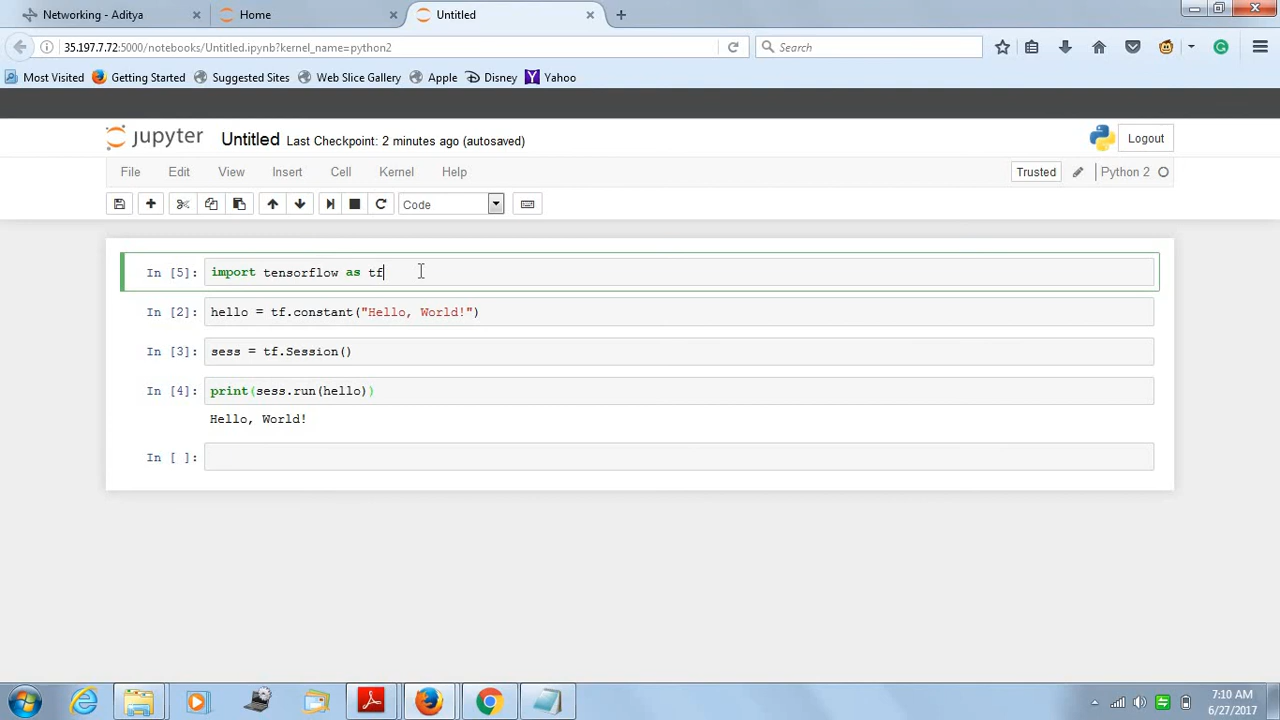 Networking - Aditya
Home
Untitled
35.197.7.72:5000/notebooks/Untitled.ipynb?kernel_name=python2
Search
Most Visited
Getting Started
Suggested Sites
Web Slice Gallery
Apple
Disney
Yahoo
jupyter
Untitled Last Checkpoint: 2 minutes ago (autosaved)
Logout
File Edit View Insert Cell Kernel Help
Trusted
Python 2
Code
In [5]: import tensorflow as tf
In [2]: hello = tf.constant("Hello, World!")
In [3]: sess = tf.Session()
In [4]: print(sess.run(hello))
Hello, World!
In [ ]:
7:10 AM
6/27/2017